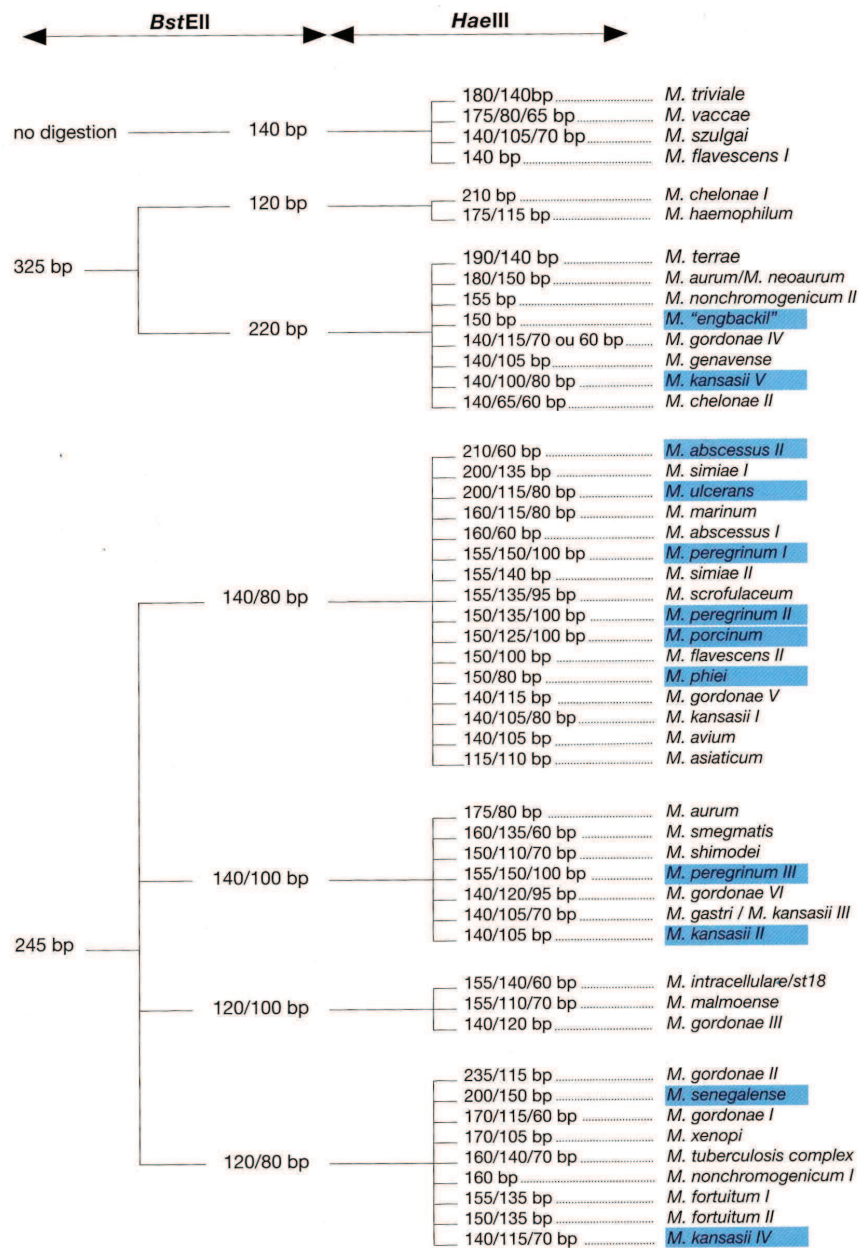 BstEII HaeIII
180/140bp M. triviale
175/80/65 bp M. vaccae
no digestion 140 bp
140/105/70 bp M. szulgai
140 bp M. flavescens I
210 bp M. chelonae I
120 bp
175/115 bp M. haemophilum
190/140 bp M. terrae
325 bp
180/150 bp M. aurum/M. neoaurum
155 bp M. nonchromogenicum II
150 bp M. "engbackil"
220 bp
140/115/70 ou 60 bp M. gordonae IV
140/105 bp M. genavense
140/100/80 bp M. kansasii V
140/65/60 bp M. chelonae II
210/60 bp M. abscessus II
200/135 bp M. simiae I
200/115/80 bp M. ulcerans
160/115/80 bp M. marinum
160/60 bp M. abscessus I
155/150/100 bp M. peregrinum I
155/140 bp M. simiae II
140/80 bp
155/135/95 bp M. scrofulaceum
150/135/100 bp M. peregrinum II
150/125/100 bp M. porcinum
150/100 bp M. flavescens II
150/80 bp M. phiei
140/115 bp M. gordonae V
140/105/80 bp M. kansasii I
140/105 bp M. avium
115/110 bp M. asiaticum
175/80 bp M. aurum
160/135/60 bp M. smegmatis
150/110/70 bp M. shimodei
140/100 bp 155/150/100 bp M. peregrinum III
140/120/95 bp M. gordonae VI
140/105/70 bp M. gastri / M. kansasii III
140/105 bp M. kansasii II
245 bp
155/140/60 bp M. intracellulare/st18
120/100 bp 155/110/70 bp M. malmoense
140/120 bp M. gordonae III
235/115 bp M. gordonae II
200/150 bp M. senegalense
170/115/60 bp M. gordonae I
170/105 bp M. xenopi
120/80 bp 160/140/70 bp M. tuberculosis complex
160 bp M. nonchromogenicum I
155/135 bp M. fortuitum I
150/135 bp M. fortuitum II
140/115/70 bp M. kansasii IV